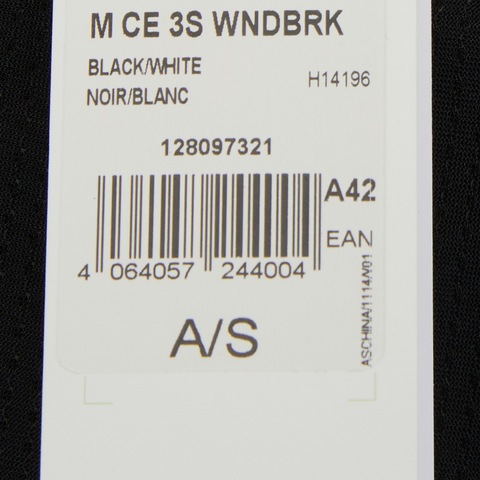 M CE 3S WNDBRK
BLACK/WHITE
NOIR/BLANC
H14196
128097321
A42
EAN
4 064057 244004
A/S
ASCHINA/1114/V01